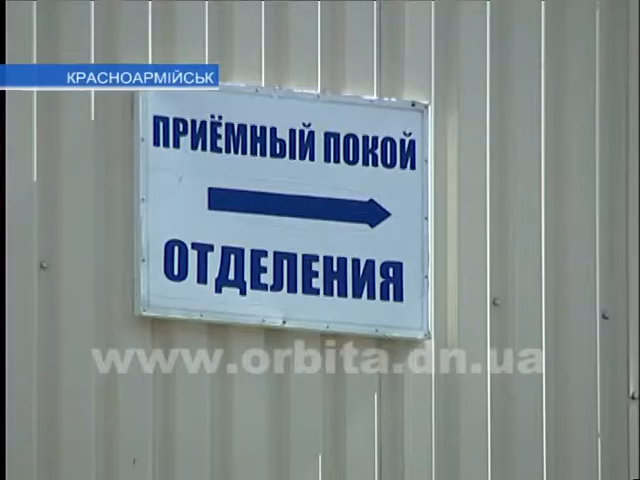 КРАСНОАРМІЙСЬК
ПРИЁМНЫЙ ПОКОЙ
ОТДЕЛЕНИЯ
www.orbita.dn.ua